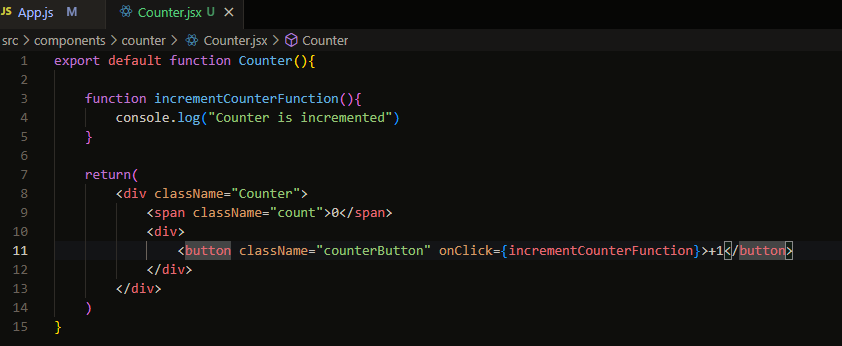 JS App.js M Counter.jsx U ×
src > components > counter > Counter.jsx > Counter
1 export default function Counter(){
2
3 function incrementCounterFunction(){
4 console.log("Counter is incremented")
5 }
6
7 return(
8 <div className="Counter">
9 <span className="count">0</span>
10 <div>
11 <button className="counterButton" onClick={incrementCounterFunction}>+1</button>
12 </div>
13 </div>
14 )
15 }